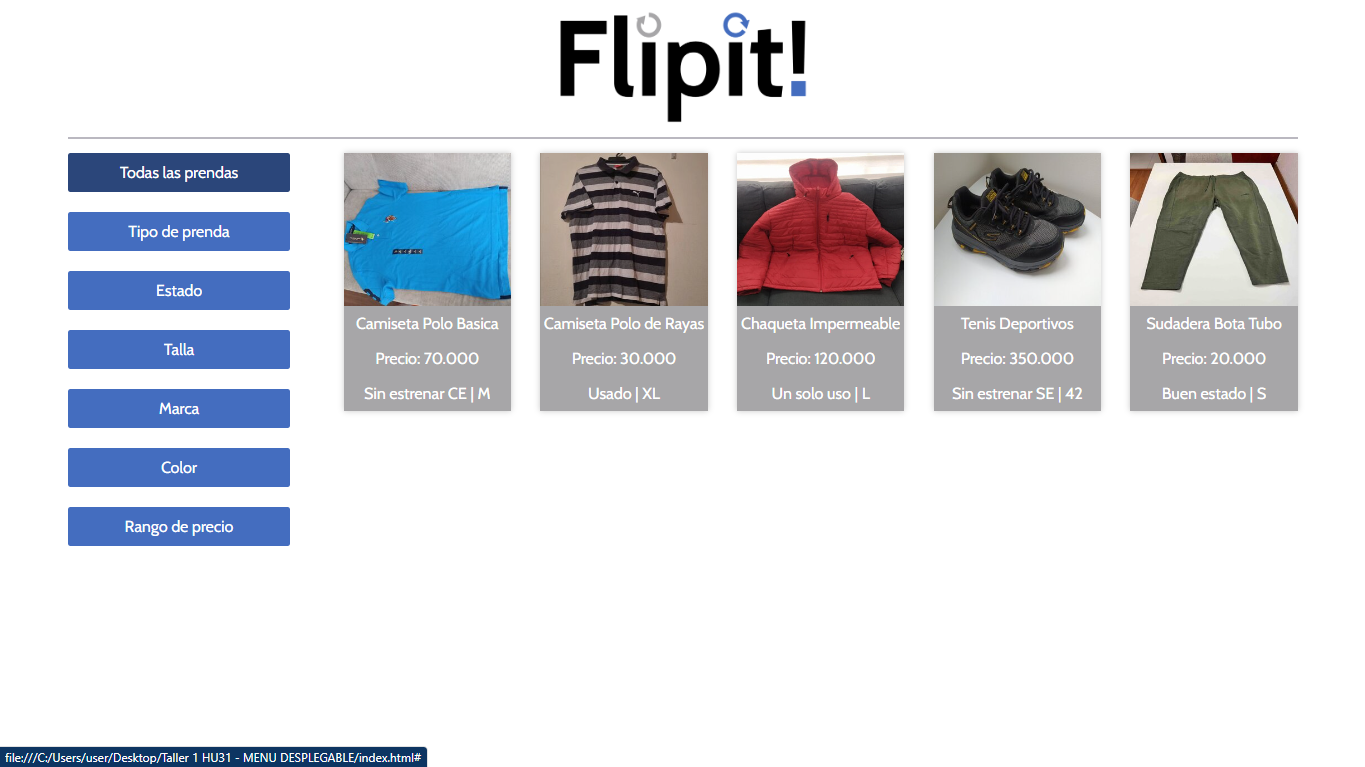 Flipit!
Todas las prendas
Tipo de prenda
Estado
Talla
Marca
Color
Rango de precio
Camiseta Polo Basica
Precio: 70.000
Sin estrenar CE | M
Camiseta Polo de Rayas
Precio: 30.000
Usado | XL
Chaqueta Impermeable
Precio: 120.000
Un solo uso | L
Tenis Deportivos
Precio: 350.000
Sin estrenar SE | 42
Sudadera Bota Tubo
Precio: 20.000
Buen estado | S
file:///C:/Users/user/Desktop/Taller 1 HU31 - MENU DESPLEGABLE/index.html#